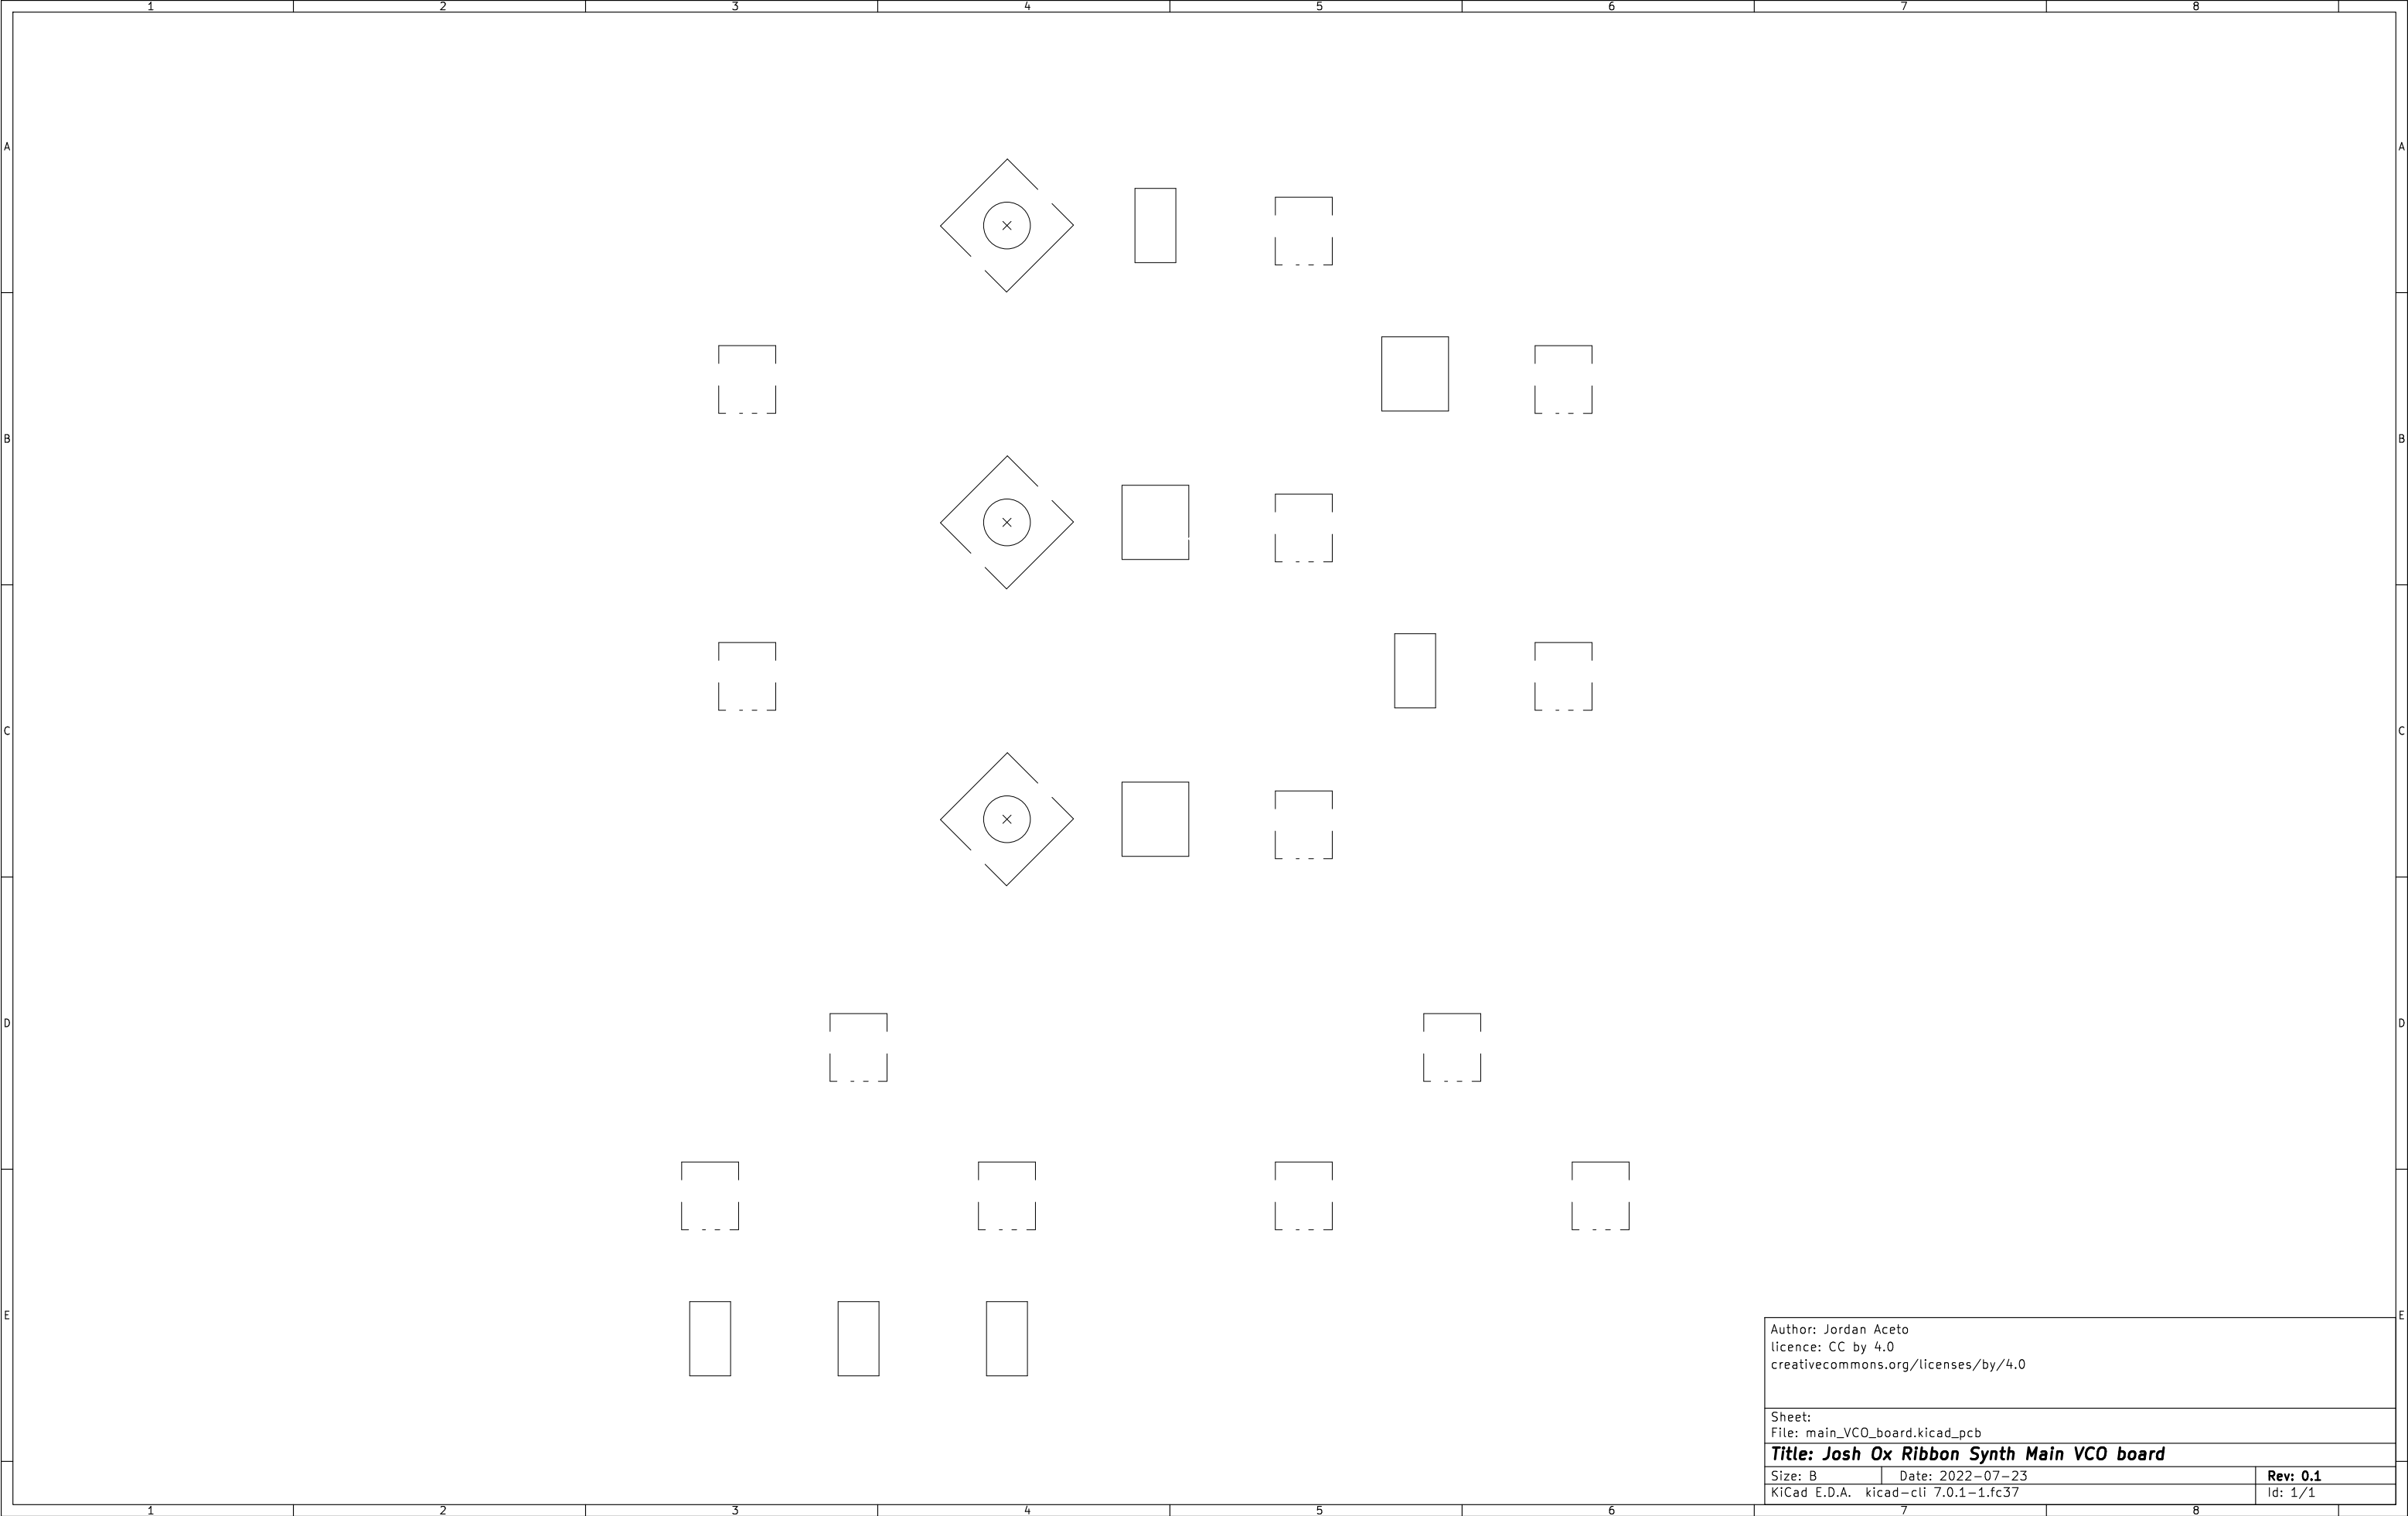 1 2 3 4 5 6 7 8
A A
B B
C C
D D
E E
Author: Jordan Aceto
licence: CC by 4.0
creativecommons.org/licenses/by/4.0
Sheet:
File: main_VCO_board.kicad_pcb
Title: Josh Ox Ribbon Synth Main VCO board
Size: B Date: 2022-07-23 Rev: 0.1
KiCad E.D.A. kicad-cli 7.0.1-1.fc37 Id: 1/1
1 2 3 4 5 6 7 8